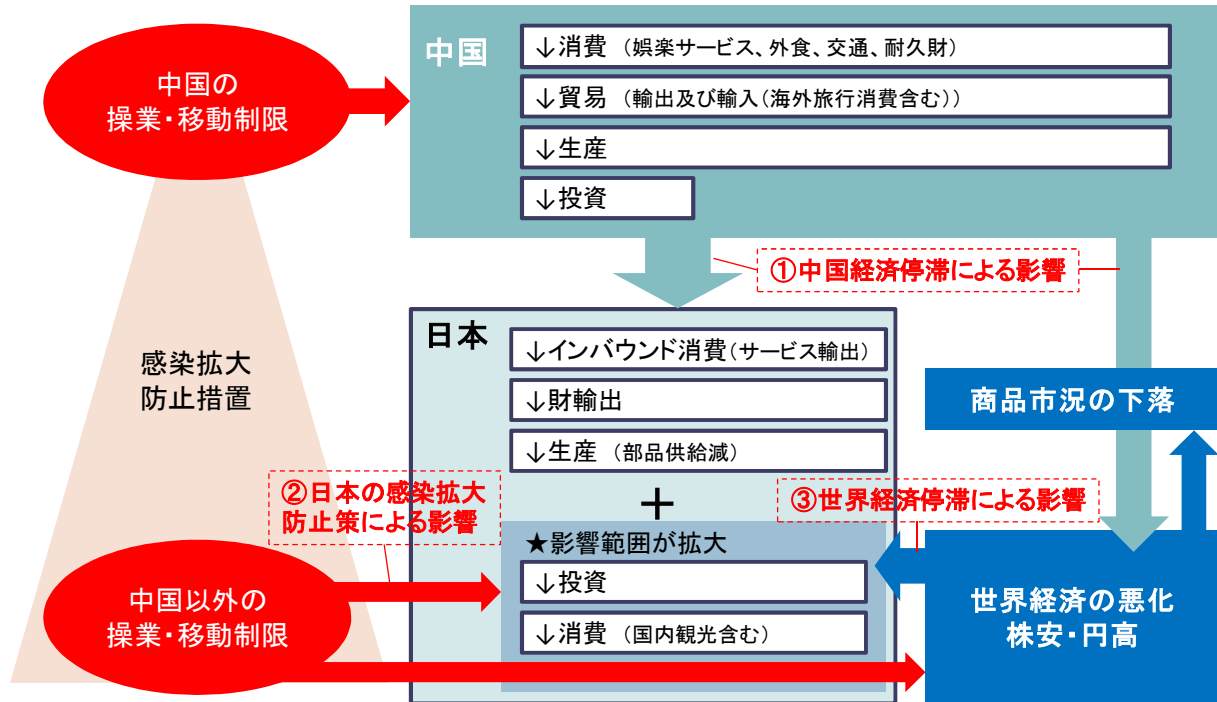 中国の
操業・移動制限
中国
↓消費 (娯楽サービス、外食、交通、耐久財)
↓貿易 (輸出及び輸入(海外旅行消費含む))
↓生産
↓投資
①中国経済停滞による影響
感染拡大
防止措置
日本
↓インバウンド消費(サービス輸出)
↓財輸出
↓生産 (部品供給減)
+
商品市況の下落
②日本の感染拡大
防止策による影響
③世界経済停滞による影響
★影響範囲が拡大
↓投資
↓消費 (国内観光含む)
中国以外の
操業・移動制限
世界経済の悪化
株安・円高